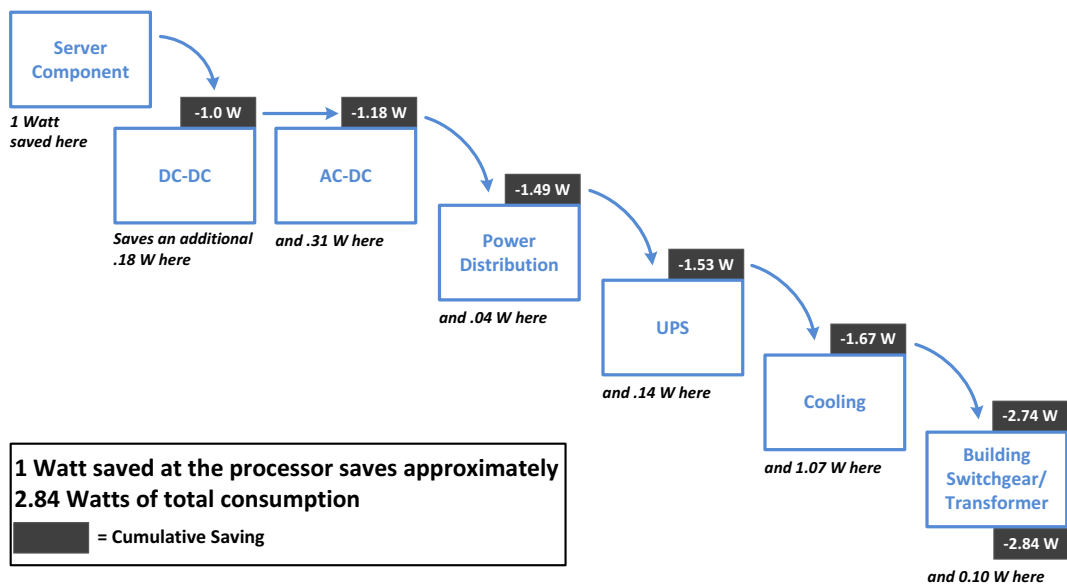 Server
Component
1 Watt
saved here
-1.0 W
DC-DC
Saves an additional
.18 W here
-1.18 W
AC-DC
and .31 W here
-1.49 W
Power
Distribution
and .04 W here
-1.53 W
UPS
and .14 W here
-1.67 W
Cooling
and 1.07 W here
-2.74 W
Building
Switchgear/
Transformer
-2.84 W
and 0.10 W here
1 Watt saved at the processor saves approximately
2.84 Watts of total consumption
= Cumulative Saving